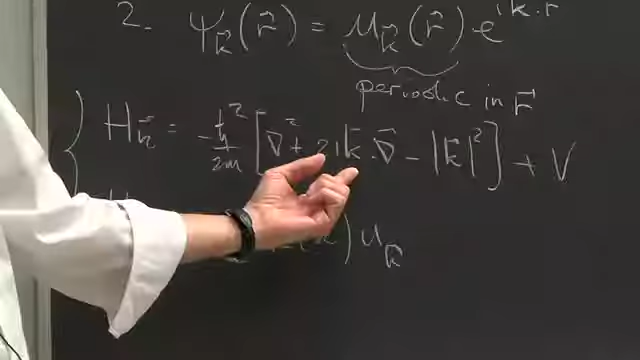 2. ψ_k⃗(r⃗) = u_k⃗(r⃗) e^{ik·r}
periodic in r⃗
H_k⃗ = -ħ²/2m [∇² + 2ik⃗·∇⃗ - |k⃗|²] + V
) u_k⃗